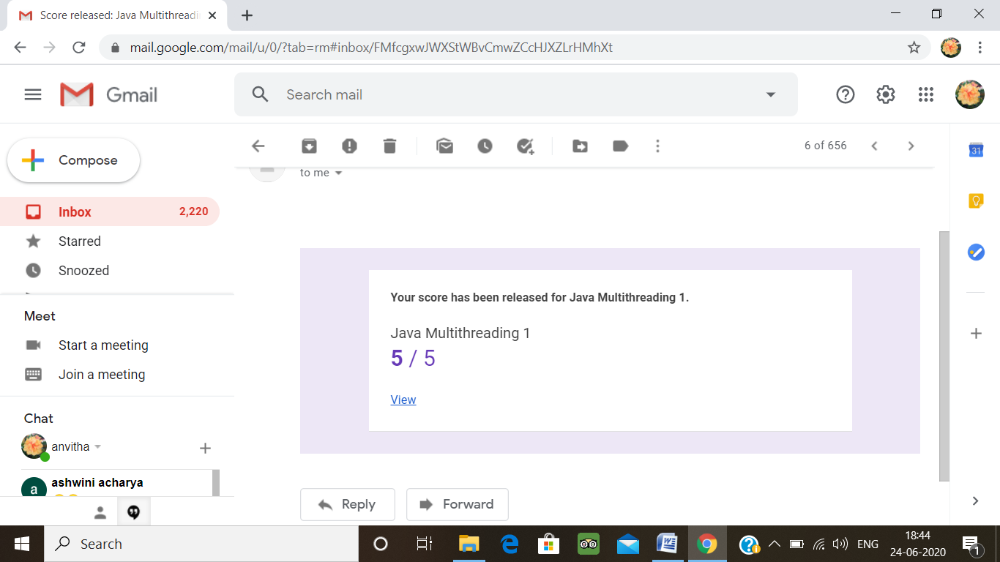 Score released: Java Multithreadi
mail.google.com/mail/u/0/?tab=rm#inbox/FMfcgxwJWXStWBvCmwZCcHJXZLrHMhXt
Gmail
Search mail
Compose
6 of 656
31
to me
Inbox 2,220
Starred
Snoozed
Your score has been released for Java Multithreading 1.
Java Multithreading 1
5 / 5
View
Meet
Start a meeting
Join a meeting
Chat
anvitha
a
ashwini acharya
Reply
Forward
Search
ENG
18:44
24-06-2020
1